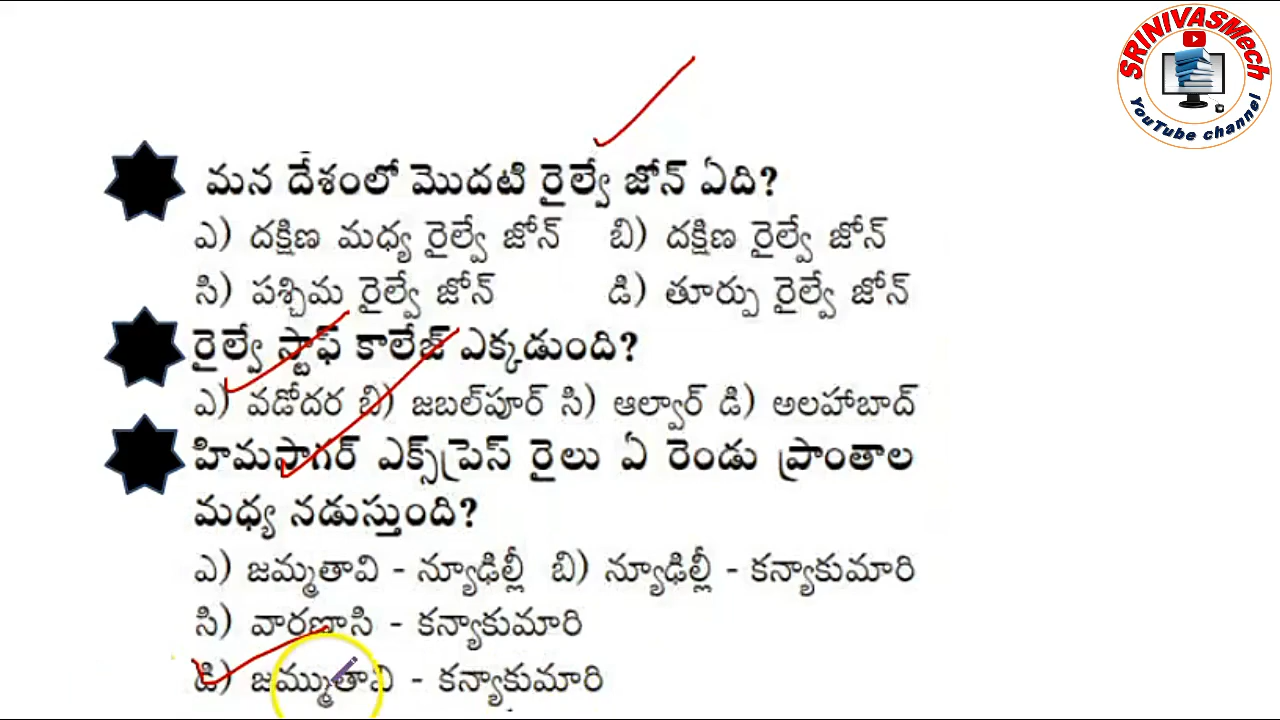 SRINIVASMech
YouTube channel
మన దేశంలో మొదటి రైల్వే జోన్ ఏది?
ఎ) దక్షిణ మధ్య రైల్వే జోన్ బి) దక్షిణ రైల్వే జోన్
సి) పశ్చిమ రైల్వే జోన్ డి) తూర్పు రైల్వే జోన్
రైల్వే స్టాఫ్ కాలేజ్ ఎక్కడుంది?
ఎ) వడోదర బి) జబల్‌పూర్ సి) ఆల్వార్ డి) అలహాబాద్
హిమసాగర్ ఎక్స్‌ప్రెస్ రైలు ఏ రెండు ప్రాంతాల
మధ్య నడుస్తుంది?
ఎ) జమ్మతావి - న్యూఢిల్లీ బి) న్యూఢిల్లీ - కన్యాకుమారి
సి) వారణాసి - కన్యాకుమారి
డి) జమ్ముతావి - కన్యాకుమారి